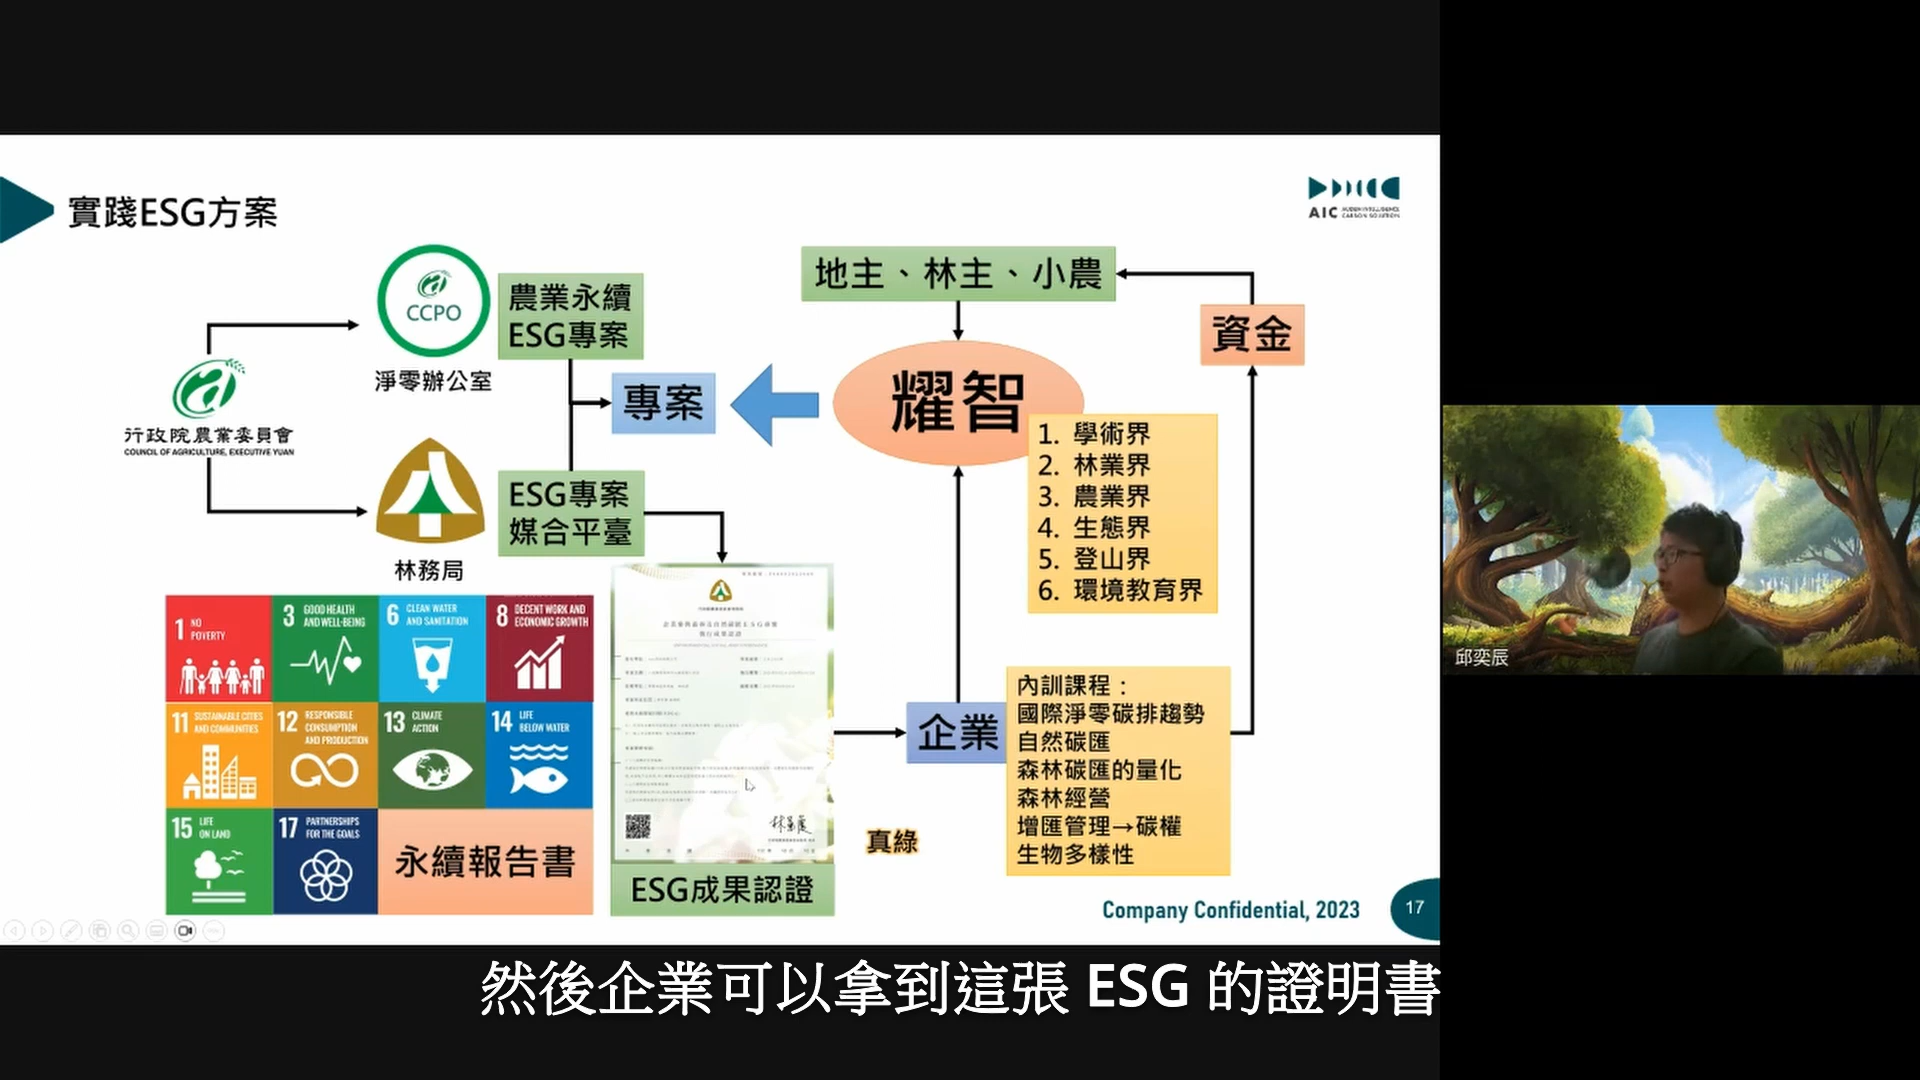 實踐ESG方案
AIC
CCPO
淨零辦公室
農業永續
ESG專案
行政院農業委員會
COUNCIL OF AGRICULTURE, EXECUTIVE YUAN
林務局
ESG專案
媒合平臺
專案
地主、林主、小農
資金
耀智
1. 學術界
2. 林業界
3. 農業界
4. 生態界
5. 登山界
6. 環境教育界
企業
內訓課程：
國際淨零碳排趨勢
自然碳匯
森林碳匯的量化
森林經營
增匯管理→碳權
生物多樣性
1 NO
POVERTY
3 GOOD HEALTH
AND WELL-BEING
6 CLEAN WATER
AND SANITATION
8 DECENT WORK AND
ECONOMIC GROWTH
11 SUSTAINABLE CITIES
AND COMMUNITIES
12 RESPONSIBLE
CONSUMPTION
AND PRODUCTION
13 CLIMATE
ACTION
14 LIFE
BELOW WATER
15 LIFE
ON LAND
17 PARTNERSHIPS
FOR THE GOALS
永續報告書
ESG成果認證
真綠
Company Confidential, 2023
17
邱奕辰
然後企業可以拿到這張 ESG 的證明書